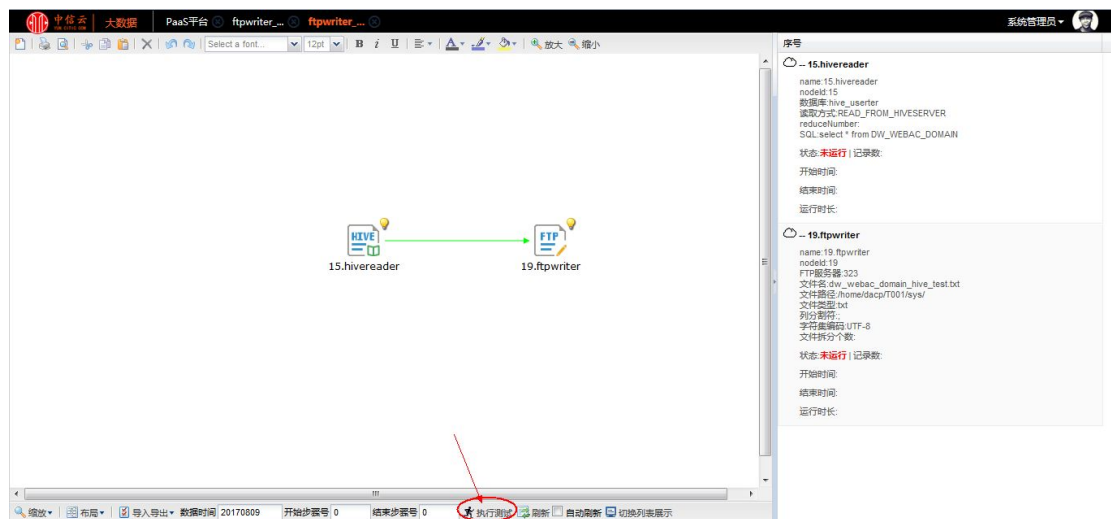 中信云 大数据 PaaS平台 ftpwriter_... ftpwriter_... 系统管理员
Select a font... 12pt B i U 放大 缩小
序号
-- 15.hivereader
name:15.hivereader
nodeId:15
数据库:hive_userter
读取方式:READ_FROM_HIVESERVER
reduceNumber:
SQL:select * from DW_WEBAC_DOMAIN
状态:未运行 | 记录数:
开始时间:
结束时间:
运行时长:
HIVE
15.hivereader
FTP
19.ftpwriter
-- 19.ftpwriter
name:19.ftpwriter
nodeId:19
FTP服务器:323
文件名:dw_webac_domain_hive_test.txt
文件路径:/home/dacp/T001/sys/
文件类型:txt
列分割符:;
字符集编码:UTF-8
文件拆分个数:
状态:未运行 | 记录数:
开始时间:
结束时间:
运行时长:
缩放 布局 导入导出 数据时间 20170809 开始步骤号 0 结束步骤号 0 执行测试 刷新 自动刷新 切换列表展示